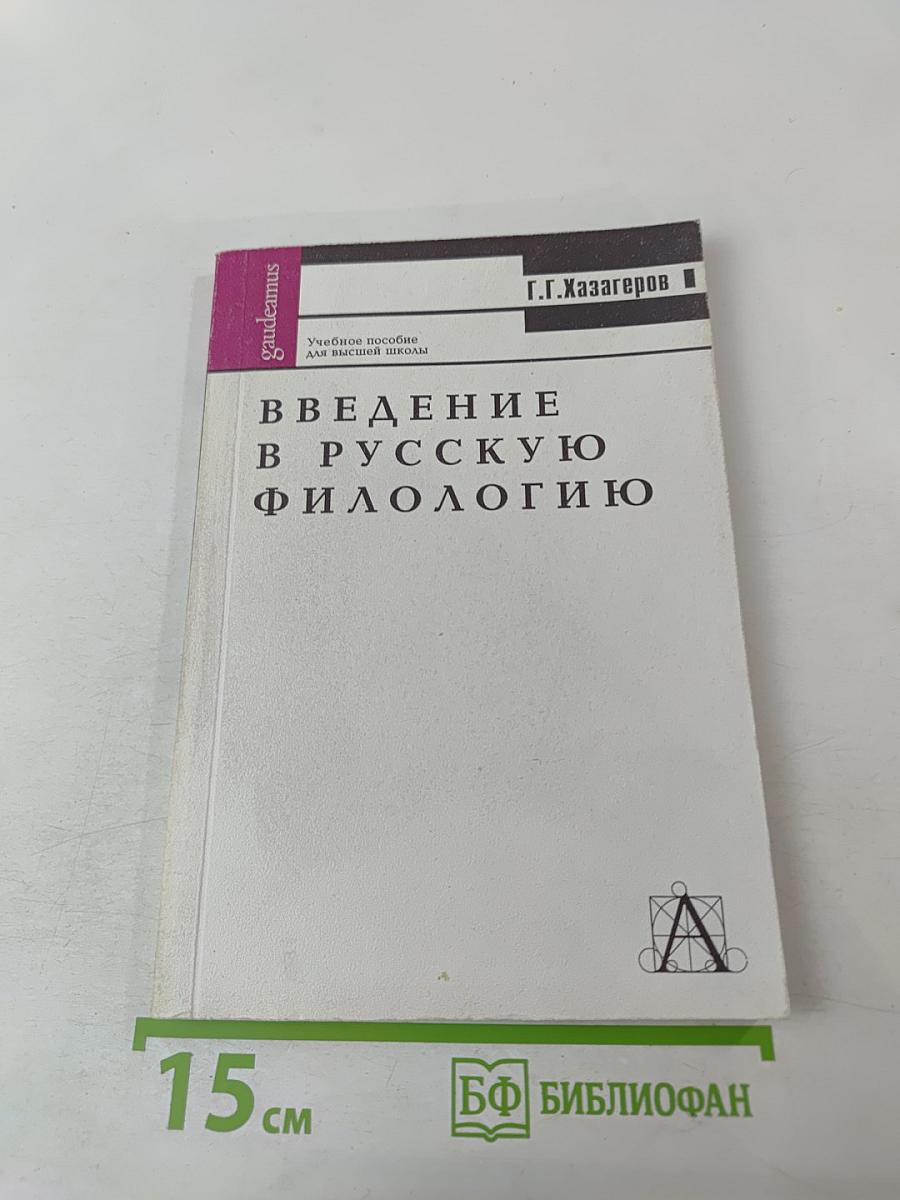 gaudeamus
Г.Г.Хазагеров
Учебное пособие
для высшей школы
ВВЕДЕНИЕ
В РУССКУЮ
ФИЛОЛОГИЮ
А
15 см
БФ БИБЛИОФАН